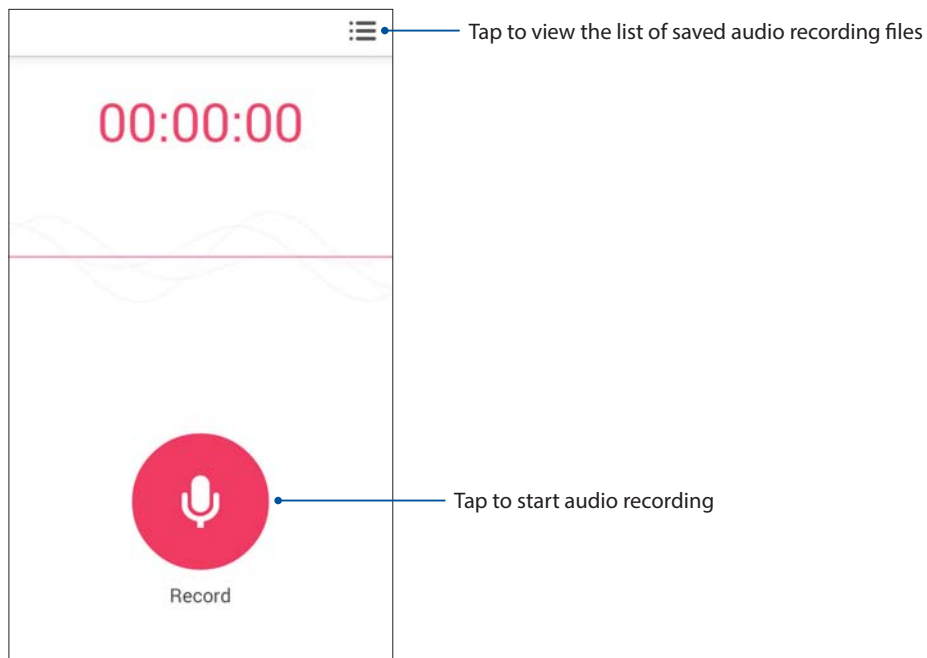 Tap to view the list of saved audio recording files
00:00:00
Tap to start audio recording
Record